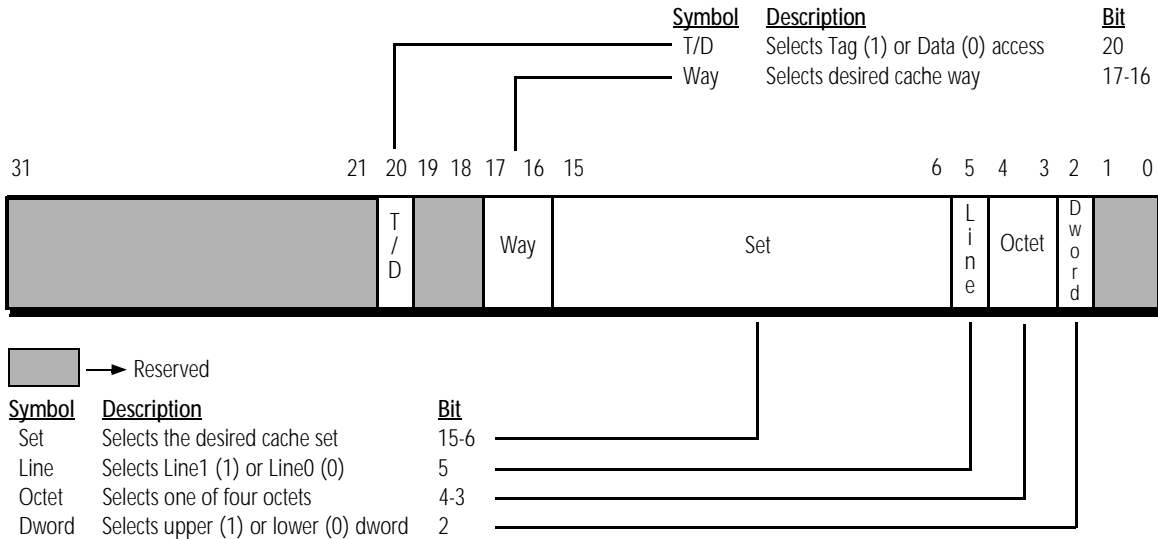 Symbol Description Bit
T/D Selects Tag (1) or Data (0) access 20
Way Selects desired cache way 17-16
31 21 20 19 18 17 16 15 6 5 4 3 2 1 0
T/D Way Set Line Octet Dword
Reserved
Symbol Description Bit
Set Selects the desired cache set 15-6
Line Selects Line1 (1) or Line0 (0) 5
Octet Selects one of four octets 4-3
Dword Selects upper (1) or lower (0) dword 2